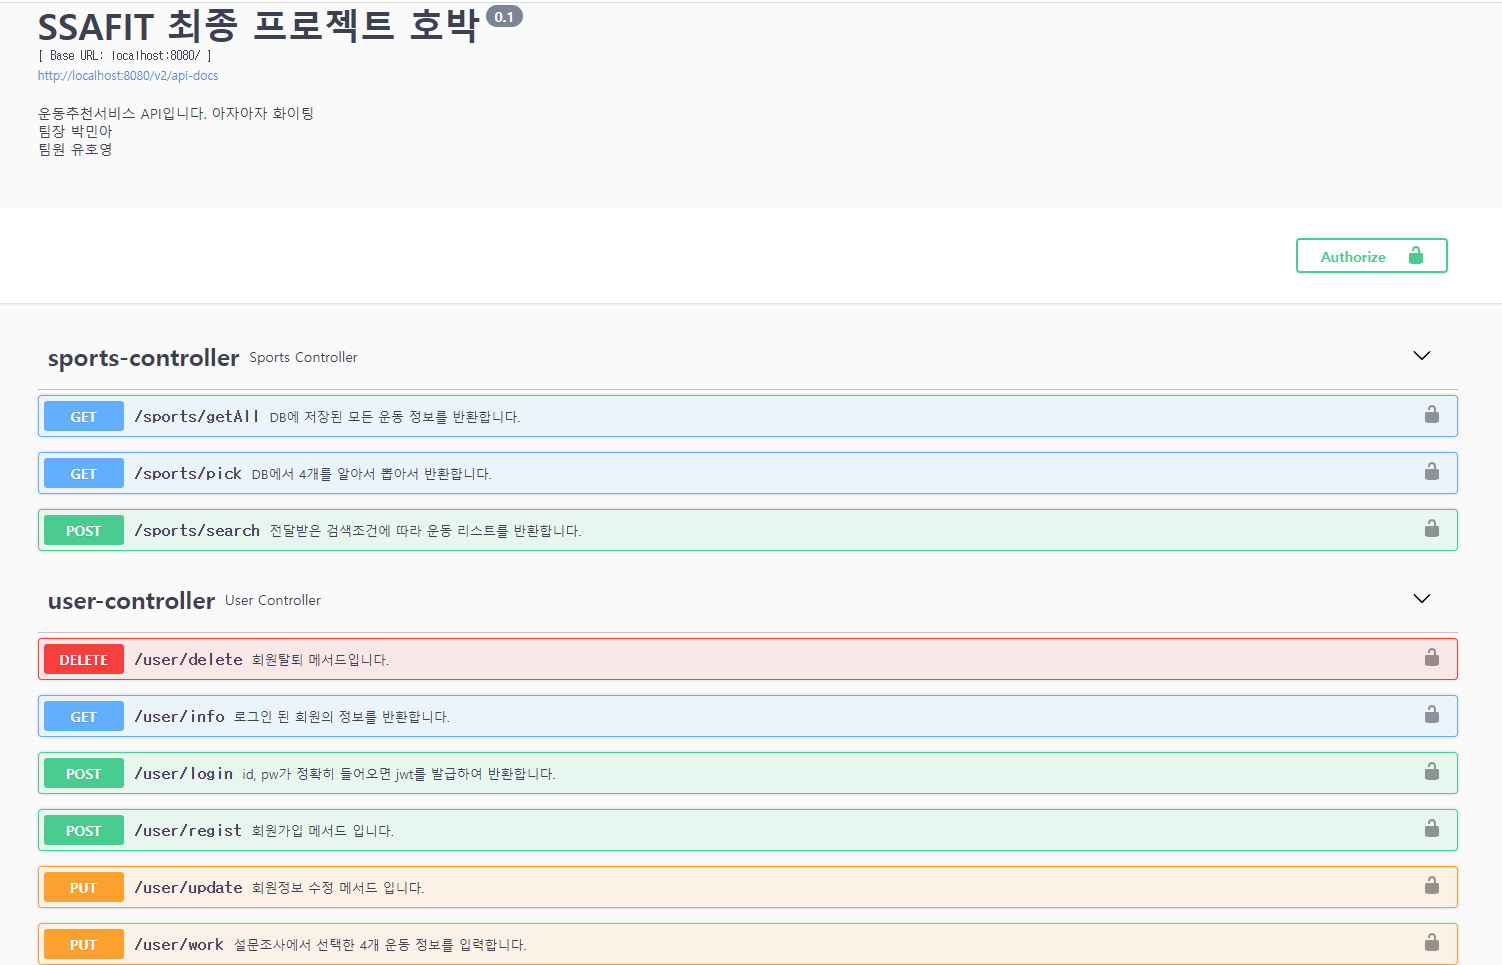 SSAFIT 최종 프로젝트 호박 0.1
[ Base URL: localhost:8080/ ]
http://localhost:8080/v2/api-docs
운동추천서비스 API입니다. 아자아자 화이팅
팀장 박민아
팀원 유호영
Authorize
sports-controller Sports Controller
GET /sports/getAll DB에 저장된 모든 운동 정보를 반환합니다.
GET /sports/pick DB에서 4개를 알아서 뽑아서 반환합니다.
POST /sports/search 전달받은 검색조건에 따라 운동 리스트를 반환합니다.
user-controller User Controller
DELETE /user/delete 회원탈퇴 메서드입니다.
GET /user/info 로그인 된 회원의 정보를 반환합니다.
POST /user/login id, pw가 정확히 들어오면 jwt를 발급하여 반환합니다.
POST /user/regist 회원가입 메서드 입니다.
PUT /user/update 회원정보 수정 메서드 입니다.
PUT /user/work 설문조사에서 선택한 4개 운동 정보를 입력합니다.